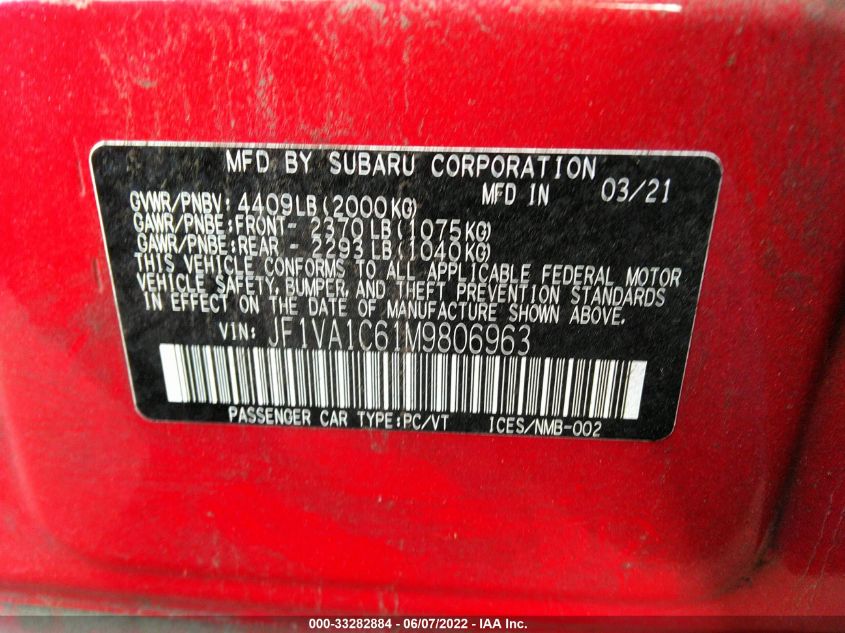 MFD BY SUBARU CORPORATION
MFD IN 03/21
GVWR/PNBV: 4409LB(2000KG)
GAWR/PNBE:FRONT- 2370LB(1075KG)
GAWR/PNBE:REAR - 2293LB(1040KG)
THIS VEHICLE CONFORMS TO ALL APPLICABLE FEDERAL MOTOR
VEHICLE SAFETY, BUMPER, AND THEFT PREVENTION STANDARDS
IN EFFECT ON THE DATE OF MANUFACTURE SHOWN ABOVE.
VIN: JF1VA1C61M9806963
PASSENGER CAR TYPE:PC/VT ICES/NMB-002
000-33282884 - 06/07/2022 - IAA Inc.